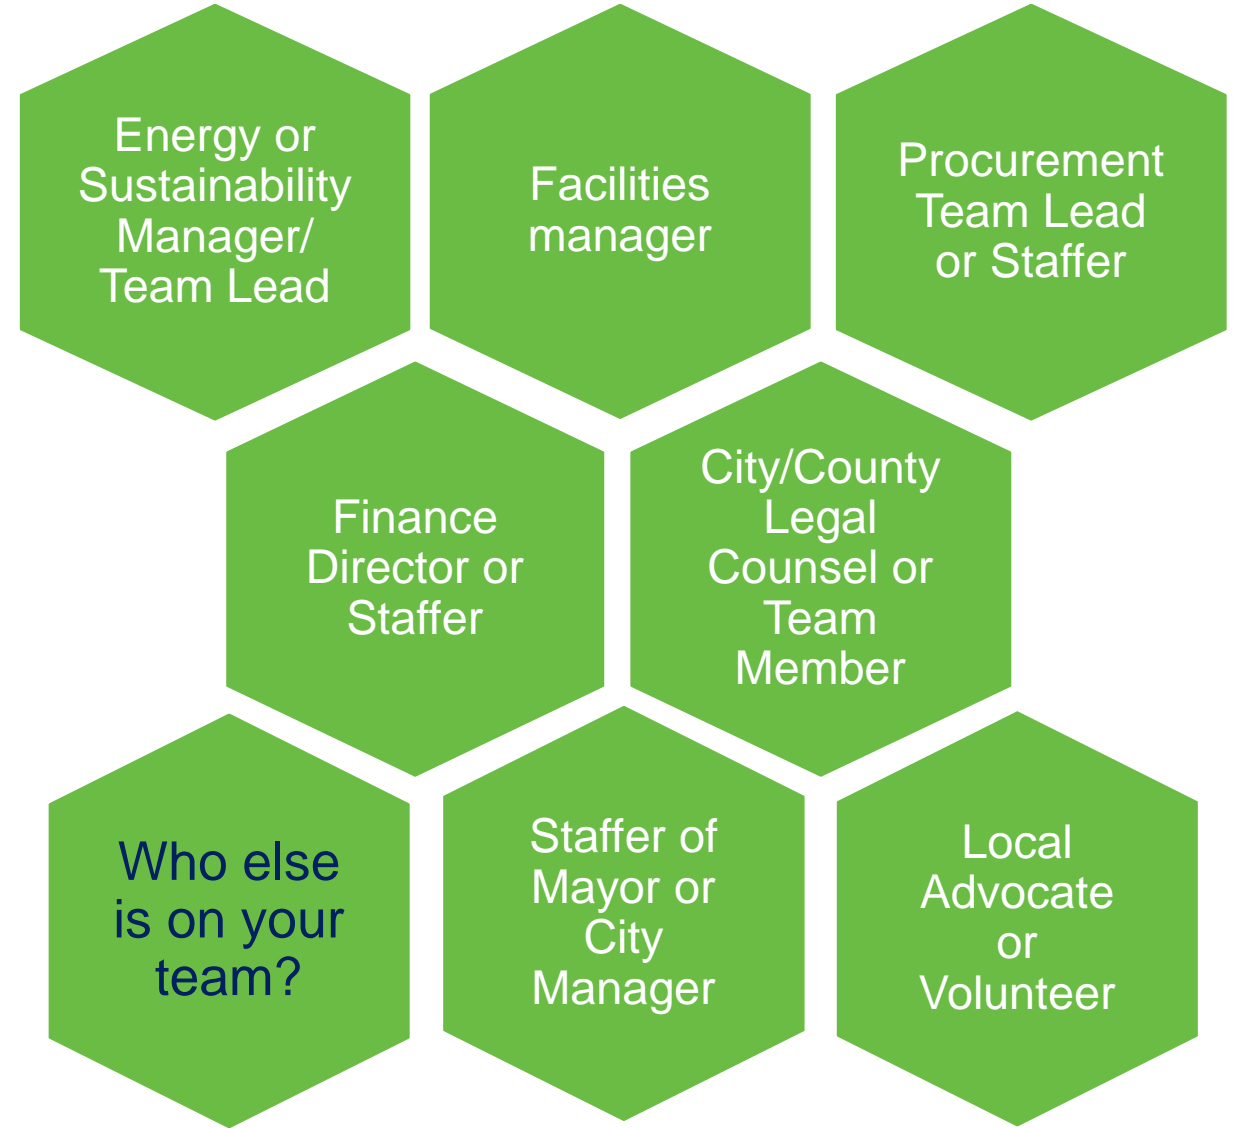 Energy or
Sustainability
Manager/
Team Lead
Facilities
manager
Procurement
Team Lead
or Staffer
Finance
Director or
Staffer
City/County
Legal
Counsel or
Team
Member
Who else
is on your
team?
Staffer of
Mayor or
City
Manager
Local
Advocate
or
Volunteer